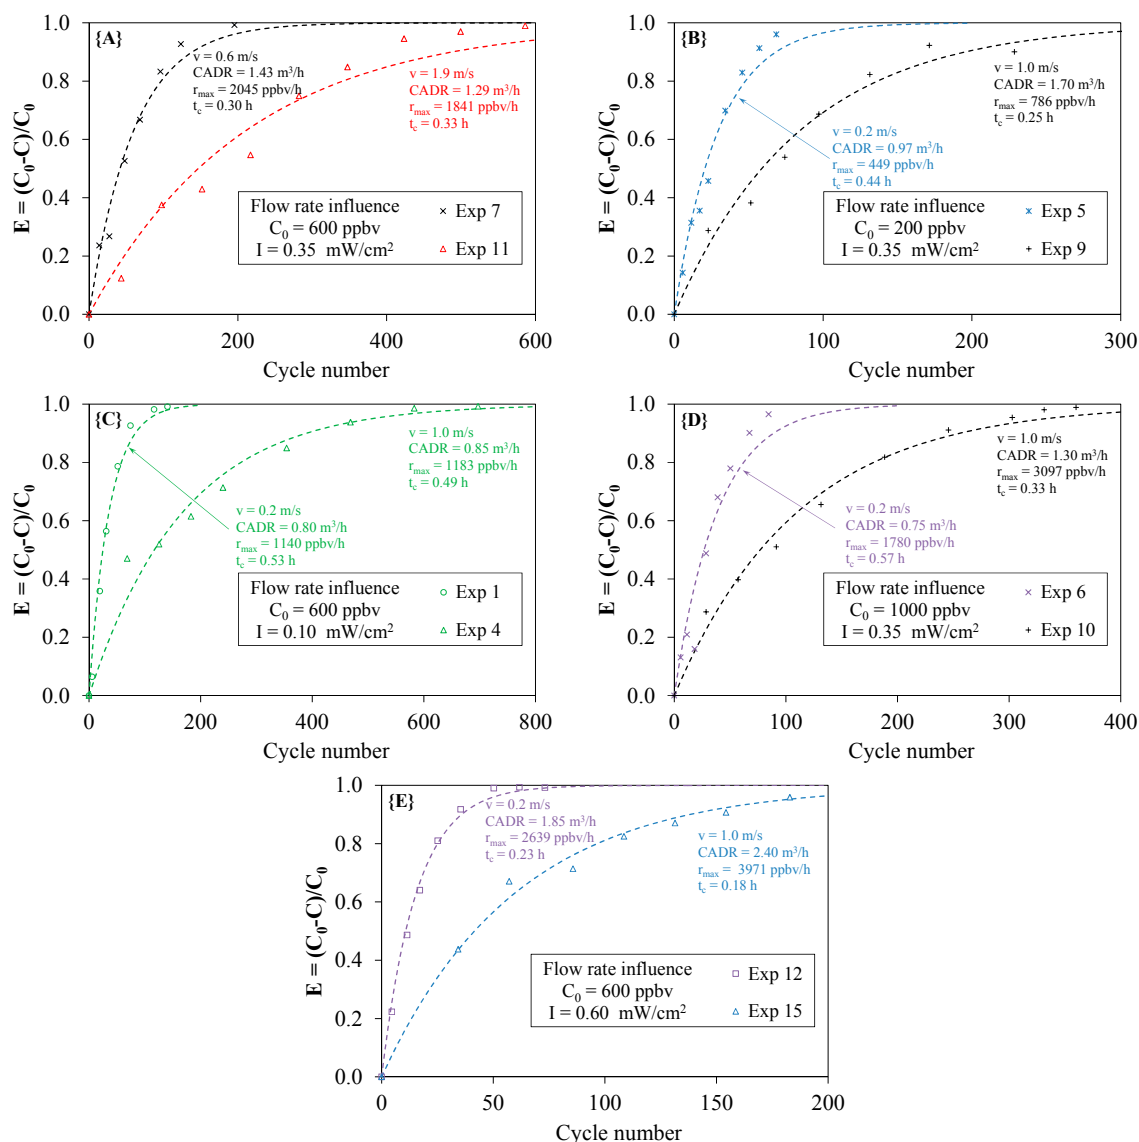 {A}
E = (C₀-C)/C₀
1.0
0.8
0.6
0.4
0.2
0.0
0
200
400
600
Cycle number
v = 0.6 m/s
CADR = 1.43 m³/h
rmax = 2045 ppbv/h
tc = 0.30 h
v = 1.9 m/s
CADR = 1.29 m³/h
rmax = 1841 ppbv/h
tc = 0.33 h
Flow rate influence
C₀ = 600 ppbv
I = 0.35 mW/cm²
Exp 7
Exp 11
{B}
E = (C₀-C)/C₀
1.0
0.8
0.6
0.4
0.2
0.0
0
100
200
300
Cycle number
v = 1.0 m/s
CADR = 1.70 m³/h
rmax = 786 ppbv/h
tc = 0.25 h
v = 0.2 m/s
CADR = 0.97 m³/h
rmax = 449 ppbv/h
tc = 0.44 h
Flow rate influence
C₀ = 200 ppbv
I = 0.35 mW/cm²
Exp 5
Exp 9
{C}
E = (C₀-C)/C₀
1.0
0.8
0.6
0.4
0.2
0.0
0
200
400
600
800
Cycle number
v = 1.0 m/s
CADR = 0.85 m³/h
rmax = 1183 ppbv/h
tc = 0.49 h
v = 0.2 m/s
CADR = 0.80 m³/h
rmax = 1140 ppbv/h
tc = 0.53 h
Flow rate influence
C₀ = 600 ppbv
I = 0.10 mW/cm²
Exp 1
Exp 4
{D}
E = (C₀-C)/C₀
1.0
0.8
0.6
0.4
0.2
0.0
0
100
200
300
400
Cycle number
v = 1.0 m/s
CADR = 1.30 m³/h
rmax = 3097 ppbv/h
tc = 0.33 h
v = 0.2 m/s
CADR = 0.75 m³/h
rmax = 1780 ppbv/h
tc = 0.57 h
Flow rate influence
C₀ = 1000 ppbv
I = 0.35 mW/cm²
Exp 6
Exp 10
{E}
E = (C₀-C)/C₀
1.0
0.8
0.6
0.4
0.2
0.0
0
50
100
150
200
Cycle number
v = 0.2 m/s
CADR = 1.85 m³/h
rmax = 2639 ppbv/h
tc = 0.23 h
v = 1.0 m/s
CADR = 2.40 m³/h
rmax = 3971 ppbv/h
tc = 0.18 h
Flow rate influence
C₀ = 600 ppbv
I = 0.60 mW/cm²
Exp 12
Exp 15